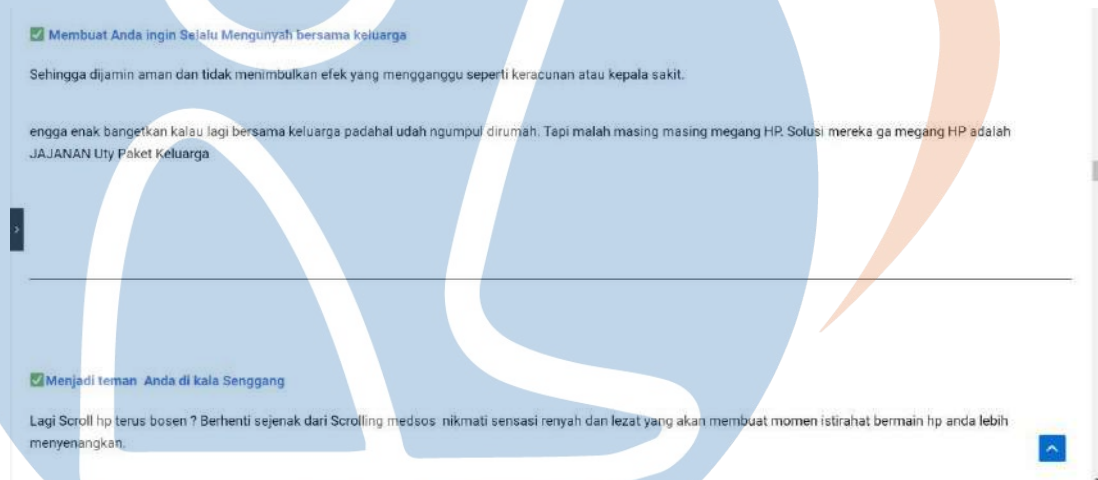 ✅ Membuat Anda ingin Selalu Mengunyah bersama keluarga
Sehingga dijamin aman dan tidak menimbulkan efek yang mengganggu seperti keracunan atau kepala sakit.
engga enak bangetkan kalau lagi bersama keluarga padahal udah ngumpul dirumah. Tapi malah masing masing megang HP. Solusi mereka ga megang HP adalah
JAJANAN Uty Paket Keluarga
✅Menjadi teman Anda di kala Senggang
Lagi Scroll hp terus bosen ? Berhenti sejenak dari Scrolling medsos nikmati sensasi renyah dan lezat yang akan membuat momen istirahat bermain hp anda lebih
menyenangkan.